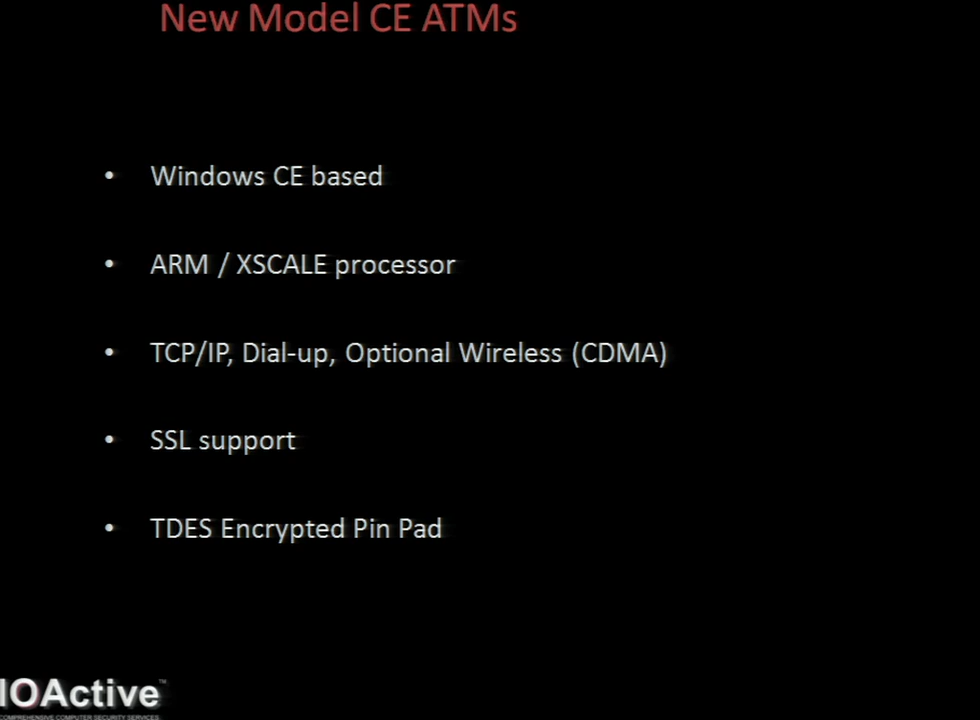 New Model CE ATMs
• Windows CE based
• ARM / XSCALE processor
• TCP/IP, Dial-up, Optional Wireless (CDMA)
• SSL support
• TDES Encrypted Pin Pad
IOActive™
COMPREHENSIVE COMPUTER SECURITY SERVICES